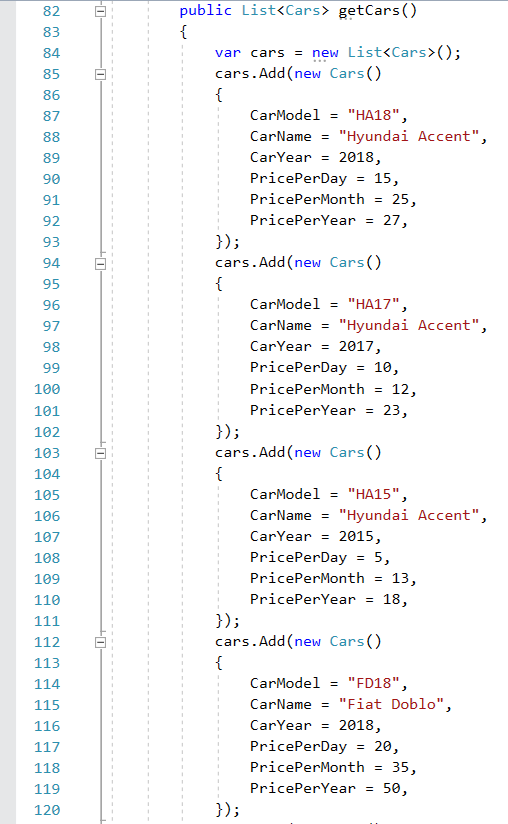 82 public List<Cars> getCars()
83 {
84 var cars = new List<Cars>();
85 cars.Add(new Cars()
86 {
87 CarModel = "HA18",
88 CarName = "Hyundai Accent",
89 CarYear = 2018,
90 PricePerDay = 15,
91 PricePerMonth = 25,
92 PricePerYear = 27,
93 });
94 cars.Add(new Cars()
95 {
96 CarModel = "HA17",
97 CarName = "Hyundai Accent",
98 CarYear = 2017,
99 PricePerDay = 10,
100 PricePerMonth = 12,
101 PricePerYear = 23,
102 });
103 cars.Add(new Cars()
104 {
105 CarModel = "HA15",
106 CarName = "Hyundai Accent",
107 CarYear = 2015,
108 PricePerDay = 5,
109 PricePerMonth = 13,
110 PricePerYear = 18,
111 });
112 cars.Add(new Cars()
113 {
114 CarModel = "FD18",
115 CarName = "Fiat Doblo",
116 CarYear = 2018,
117 PricePerDay = 20,
118 PricePerMonth = 35,
119 PricePerYear = 50,
120 });